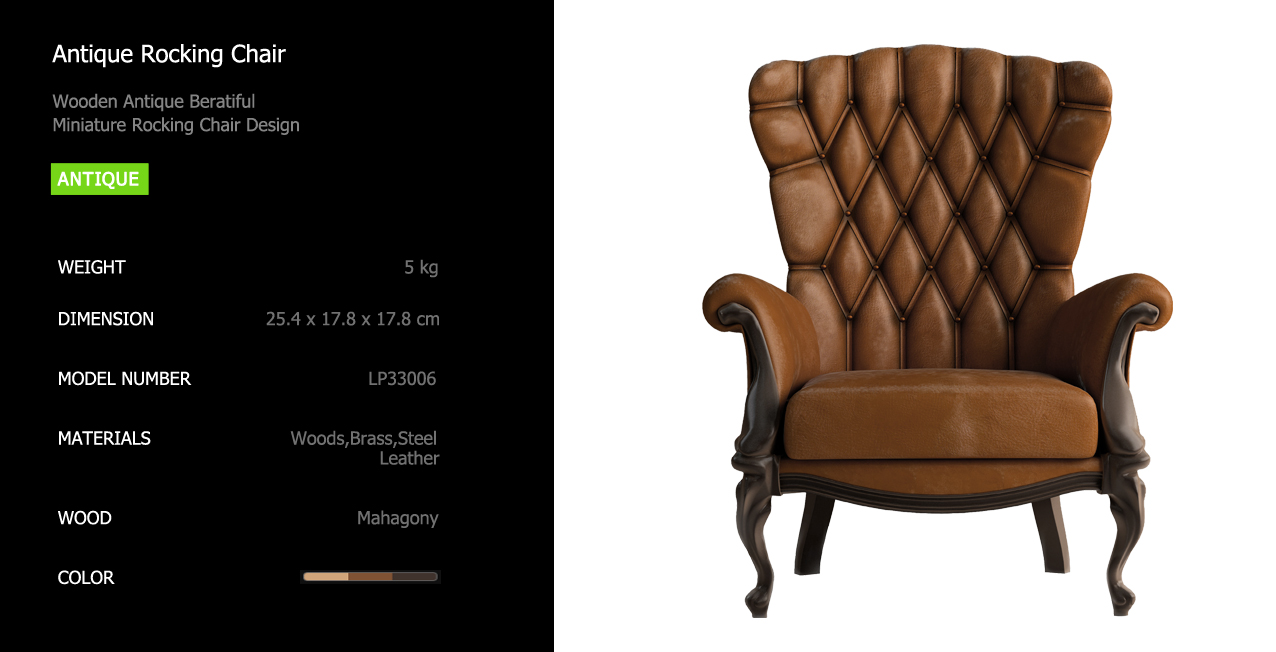 Antique Rocking Chair
Wooden Antique Beratiful
Miniature Rocking Chair Design
ANTIQUE
WEIGHT 5 kg
DIMENSION 25.4 x 17.8 x 17.8 cm
MODEL NUMBER LP33006
MATERIALS Woods,Brass,Steel
Leather
WOOD Mahagony
COLOR